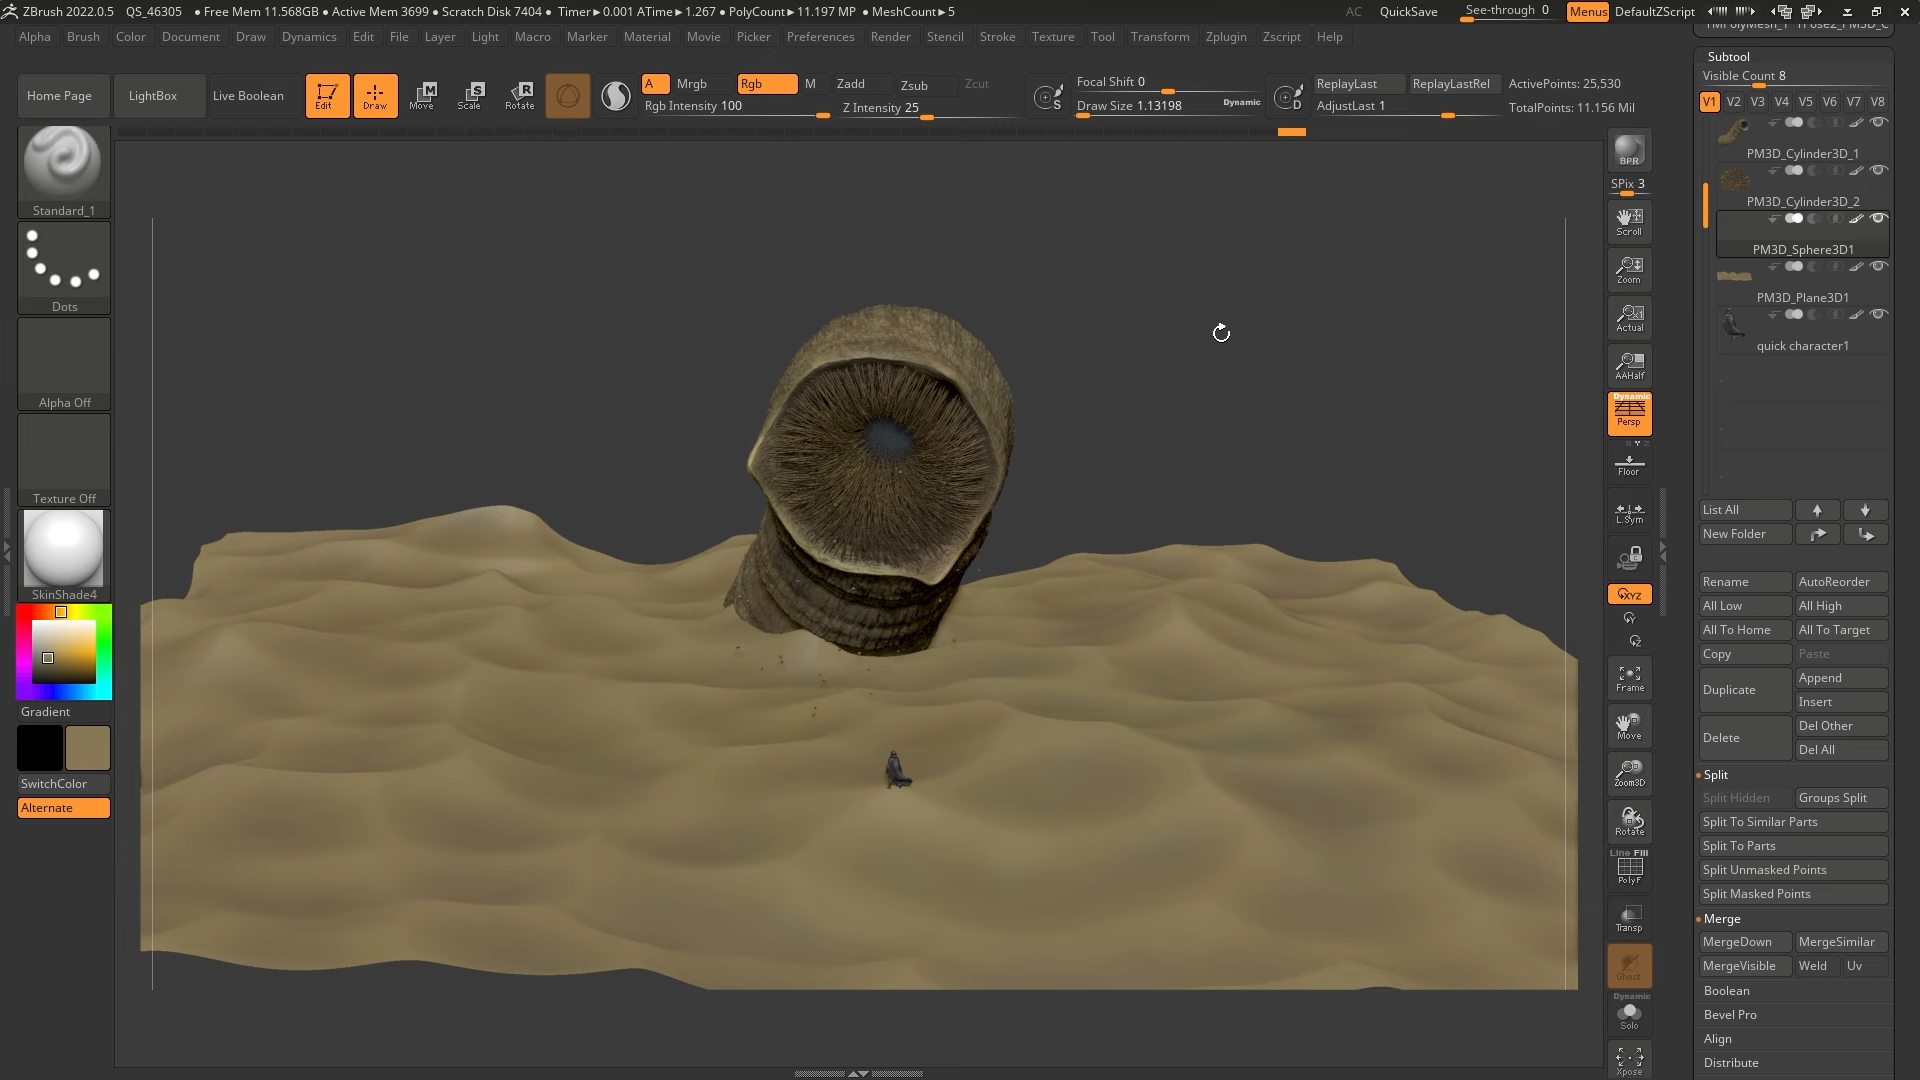 ZBrush 2022.0.5 QS_46305 • Free Mem 11.568GB • Active Mem 3699 • Scratch Disk 7404 • Timer►0.001 ATime►1.267 • PolyCount►11.197 MP • MeshCount►5 AC QuickSave See-through 0 Menus DefaultZScript
Alpha Brush Color Document Draw Dynamics Edit File Layer Light Macro Marker Material Movie Picker Preferences Render Stencil Stroke Texture Tool Transform Zplugin Zscript Help
Home Page LightBox Live Boolean Edit Draw Move Scale Rotate
A Mrgb Rgb M Zadd Zsub Zcut
Rgb Intensity 100 Z Intensity 25
Focal Shift 0
Draw Size 1.13198 Dynamic
S D
ReplayLast ReplayLastRel
AdjustLast 1
ActivePoints: 25,530
TotalPoints: 11.156 Mil
Standard_1
Dots
Alpha Off
Texture Off
SkinShade4
Gradient
SwitchColor
Alternate
BPR
SPix 3
Scroll
Zoom
Actual
AAHalf
Dynamic
Persp
Floor
L.Sym
XYZ
Frame
Move
Zoom3D
Rotate
Line Fill
PolyF
Transp
Ghost
Dynamic
Solo
Xpose
Subtool
Visible Count 8
V1 V2 V3 V4 V5 V6 V7 V8
PM3D_Cylinder3D_1
PM3D_Cylinder3D_2
PM3D_Sphere3D1
PM3D_Plane3D1
quick character1
List All
New Folder
Rename AutoReorder
All Low All High
All To Home All To Target
Copy Paste
Duplicate Append
Insert
Delete Del Other
Del All
Split
Split Hidden Groups Split
Split To Similar Parts
Split To Parts
Split Unmasked Points
Split Masked Points
Merge
MergeDown MergeSimilar
MergeVisible Weld Uv
Boolean
Bevel Pro
Align
Distribute